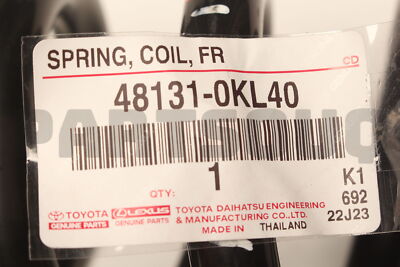 SPRING, COIL, FR
CD
48131-0KL40
PARTSOUQ
QTY: 1
K1
692
22J23
TOYOTA
GENUINE PARTS
LEXUS
GENUINE PARTS
TOYOTA DAIHATSU ENGINEERING
& MANUFACTURING CO.,LTD.
MADE IN THAILAND